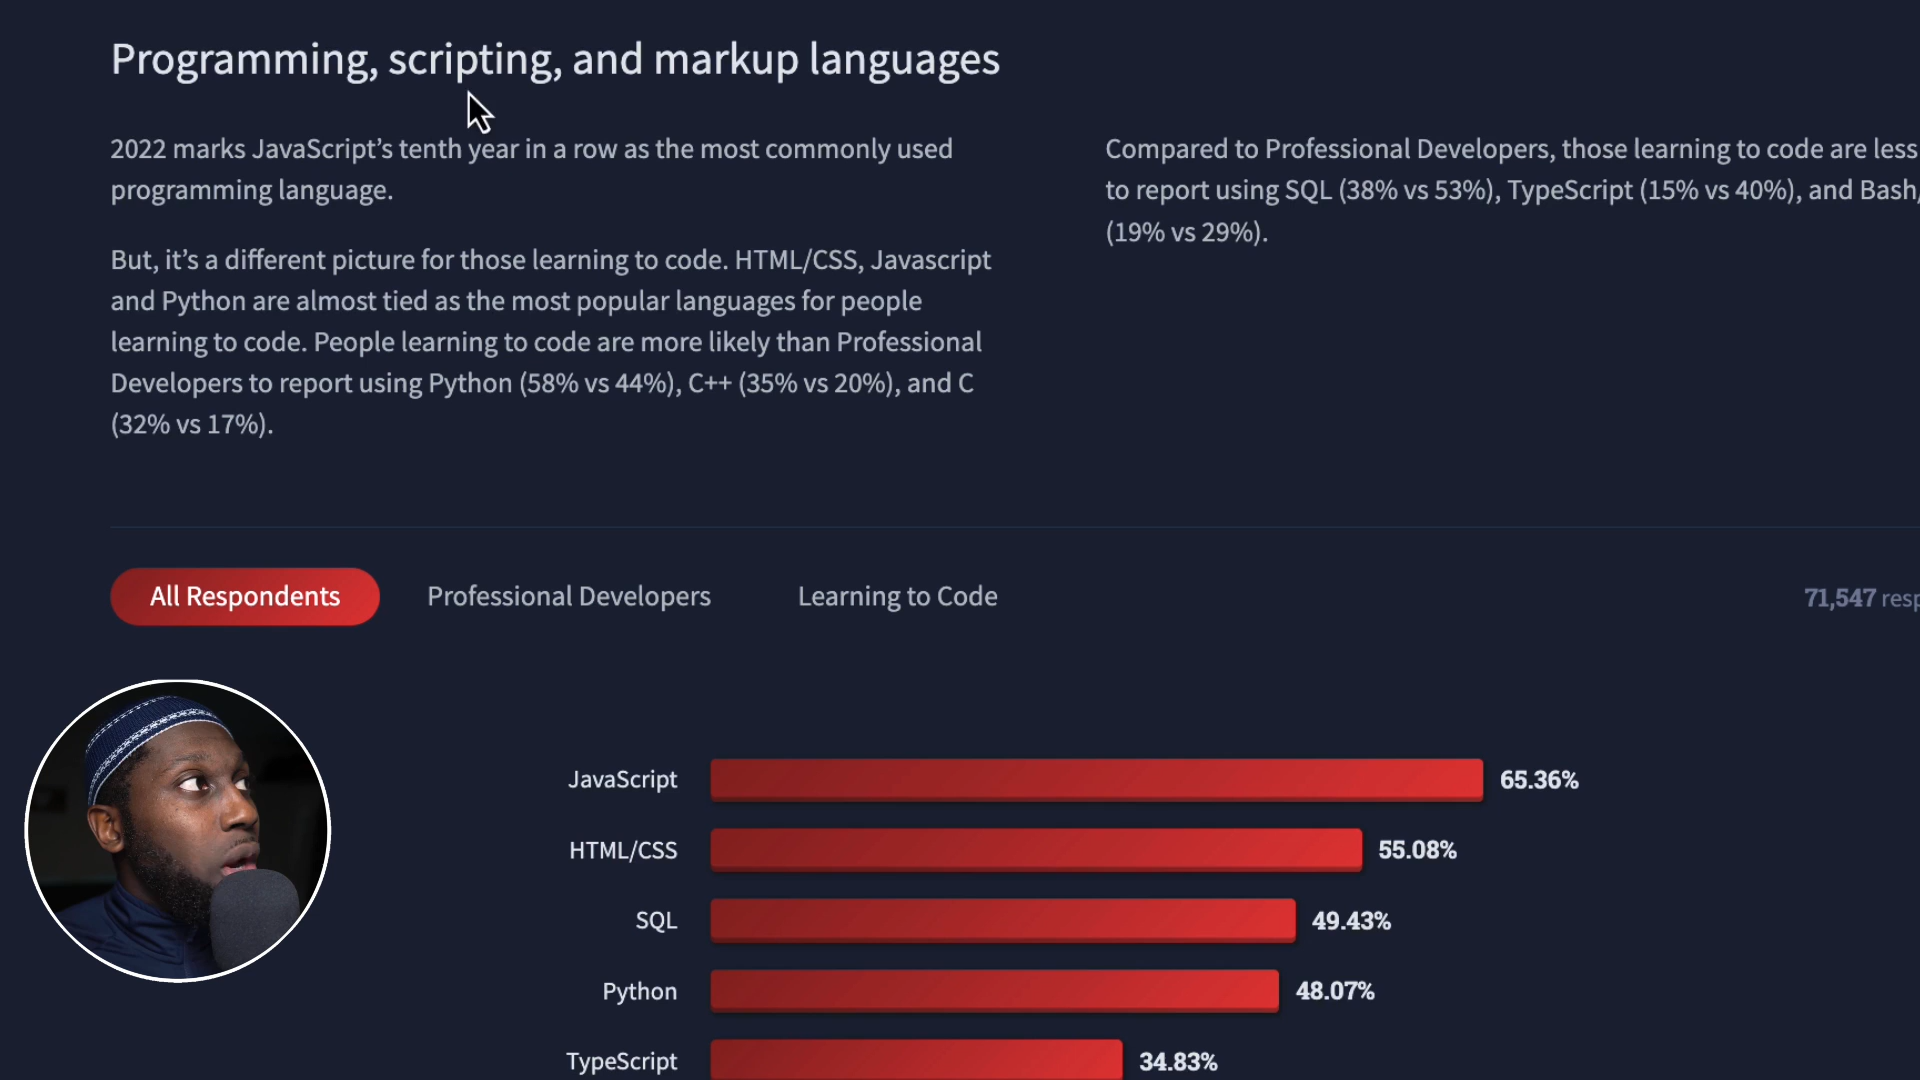 Programming, scripting, and markup languages
2022 marks JavaScript’s tenth year in a row as the most commonly used
programming language.
But, it’s a different picture for those learning to code. HTML/CSS, Javascript
and Python are almost tied as the most popular languages for people
learning to code. People learning to code are more likely than Professional
Developers to report using Python (58% vs 44%), C++ (35% vs 20%), and C
(32% vs 17%).
Compared to Professional Developers, those learning to code are less
to report using SQL (38% vs 53%), TypeScript (15% vs 40%), and Bash/
(19% vs 29%).
All Respondents
Professional Developers
Learning to Code
71,547 resp
JavaScript 65.36%
HTML/CSS 55.08%
SQL 49.43%
Python 48.07%
TypeScript 34.83%